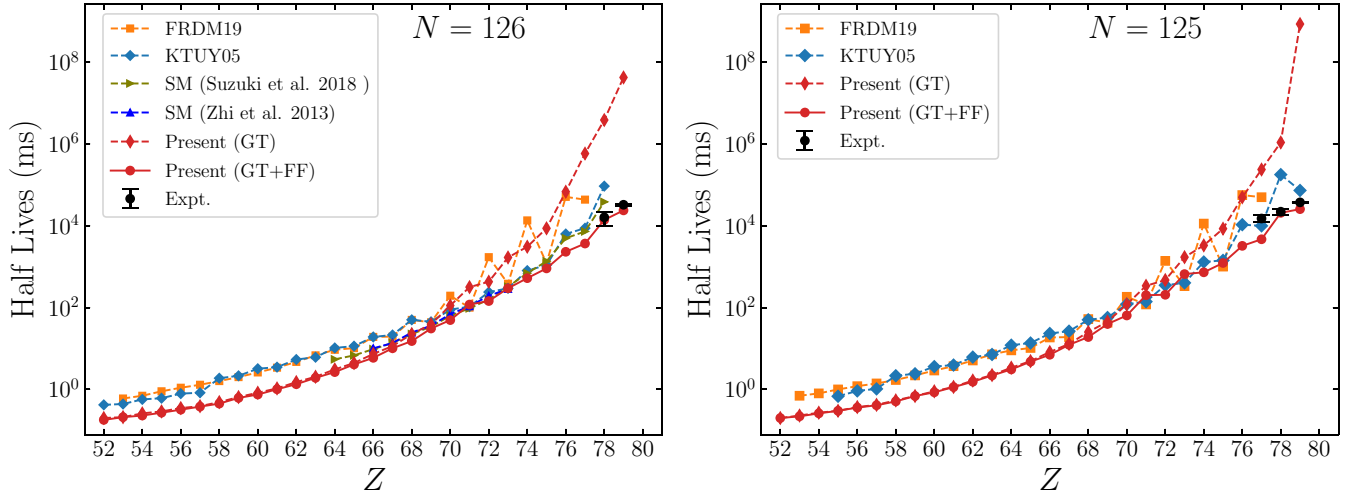 N = 126
FRDM19
KTUY05
SM (Suzuki et al. 2018 )
SM (Zhi et al. 2013)
Present (GT)
Present (GT+FF)
Expt.
Half Lives (ms)
10^8
10^6
10^4
10^2
10^0
52 54 56 58 60 62 64 66 68 70 72 74 76 78 80
Z
N = 125
FRDM19
KTUY05
Present (GT)
Present (GT+FF)
Expt.
Half Lives (ms)
10^8
10^6
10^4
10^2
10^0
52 54 56 58 60 62 64 66 68 70 72 74 76 78 80
Z